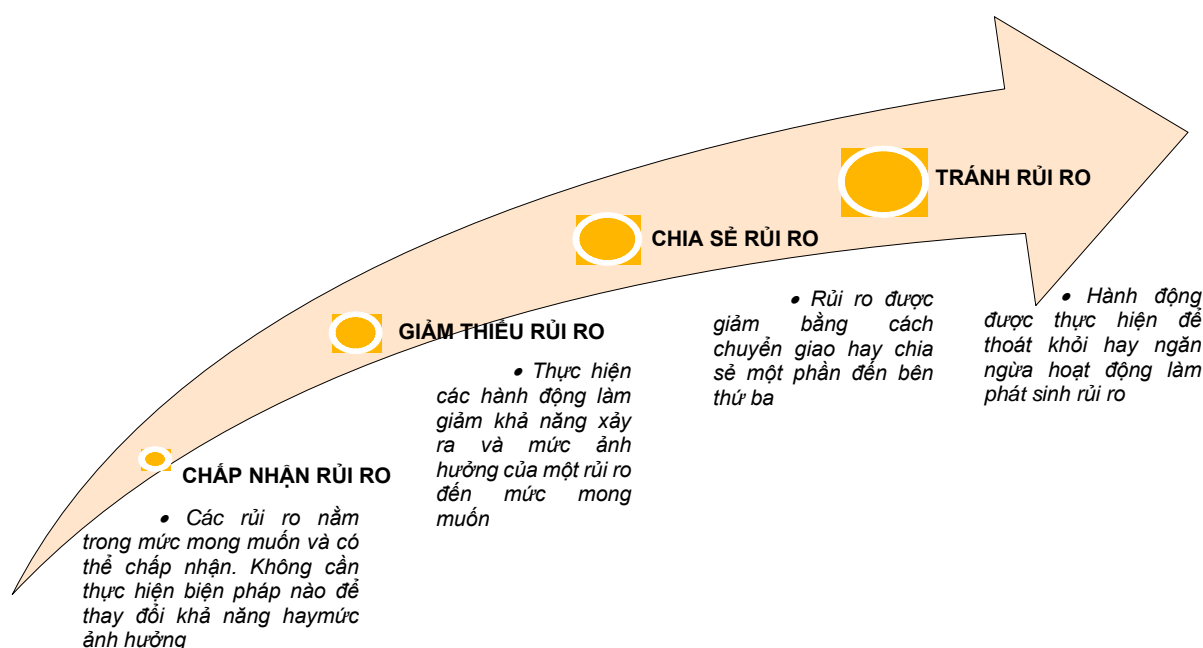 CHẤP NHẬN RỦI RO
• Các rủi ro nằm
trong mức mong muốn và có
thể chấp nhận. Không cần
thực hiện biện pháp nào để
thay đổi khả năng haymức
ảnh hưởng
GIẢM THIỂU RỦI RO
• Thực hiện
các hành động làm
giảm khả năng xảy
ra và mức ảnh
hưởng của một rủi ro
đến mức mong
muốn
CHIA SẺ RỦI RO
• Rủi ro được
giảm bằng cách
chuyển giao hay chia
sẻ một phần đến bên
thứ ba
TRÁNH RỦI RO
• Hành động
được thực hiện để
thoát khỏi hay ngăn
ngừa hoạt động làm
phát sinh rủi ro